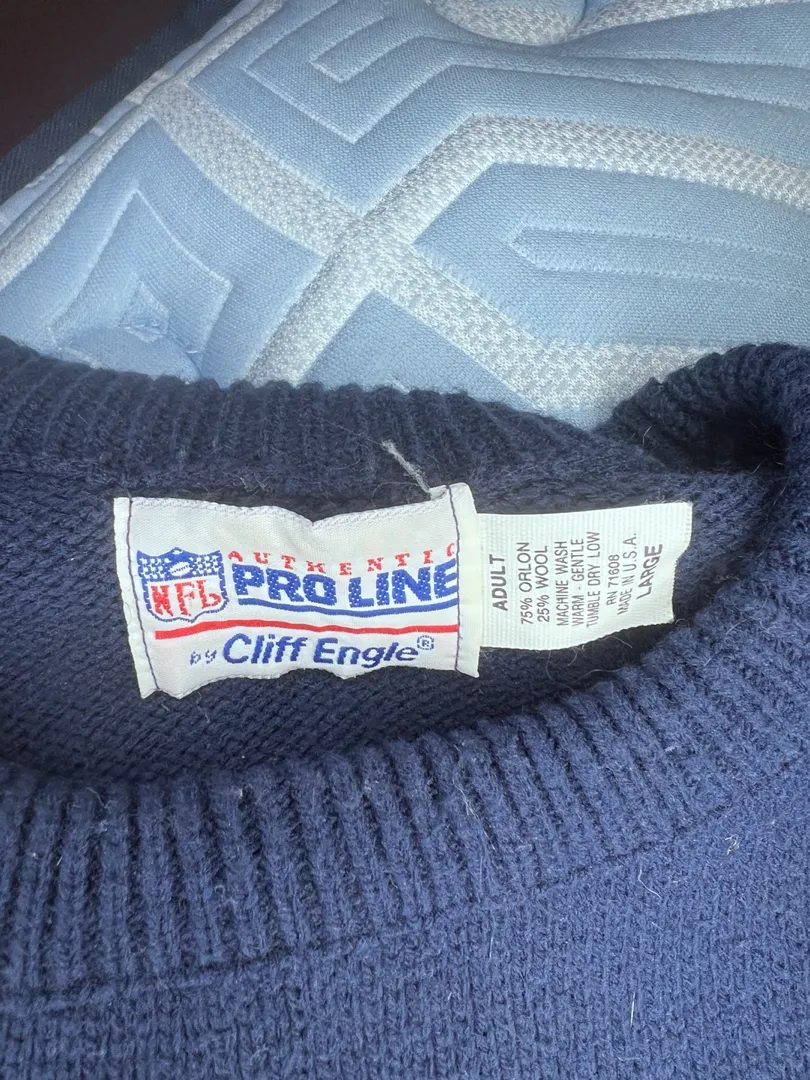 NFL
AUTHENTIC
PRO LINE
by Cliff Engle®
ADULT
75% ORLON
25% WOOL
MACHINE WASH
WARM - GENTLE
TUMBLE DRY LOW
RN 71608
MADE IN U.S.A.
LARGE